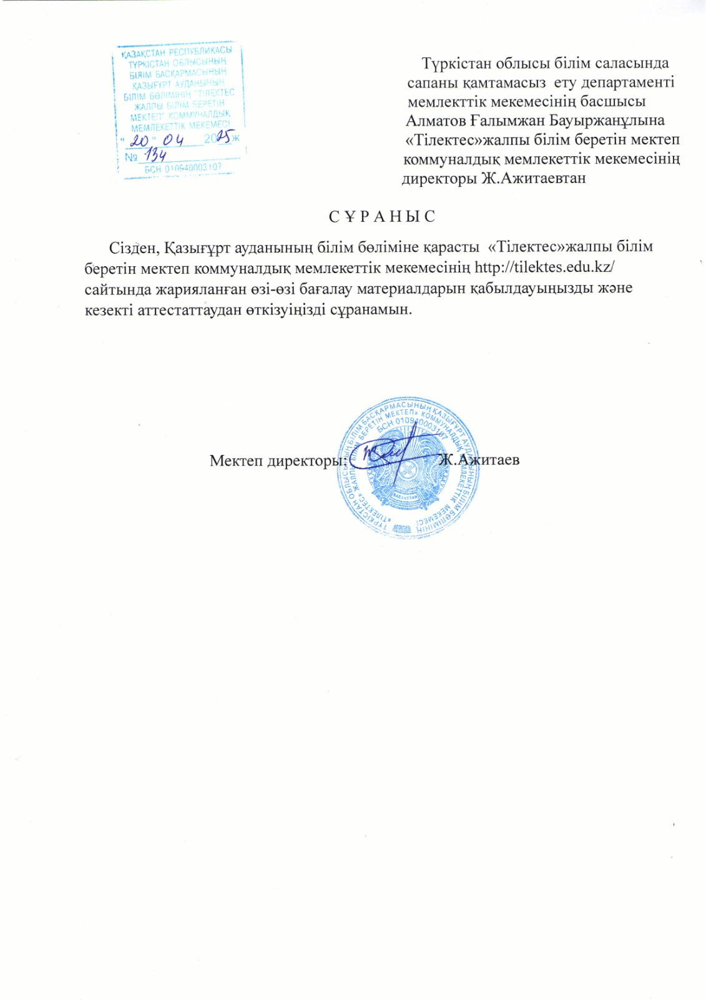 ҚАЗАҚСТАН РЕСПУБЛИКАСЫ
ТҮРКІСТАН ОБЛЫСЫНЫҢ
БІЛІМ БАСҚАРМАСЫНЫҢ
ҚАЗЫҒҰРТ АУДАНЫНЫҢ
БІЛІМ БӨЛІМІНІҢ "ТІЛЕКТЕС
ЖАЛПЫ БІЛІМ БЕРЕТІН
МЕКТЕП" КОММУНАЛДЫҚ
МЕМЛЕКЕТТІК МЕКЕМЕСІ
"20" 04 2025 ж
№ 134
БСН 010940003107
Түркістан облысы білім саласында
сапаны қамтамасыз ету департаменті
мемлекттік мекемесінің басшысы
Алматов Ғалымжан Бауыржанұлына
«Тілектес»жалпы білім беретін мектеп
коммуналдық мемлекеттік мекемесінің
директоры Ж.Ажитаевтан
С Ұ Р А Н Ы С
Сізден, Қазығұрт ауданының білім бөліміне қарасты «Тілектес»жалпы білім
беретін мектеп коммуналдық мемлекеттік мекемесінің http://tilektes.edu.kz/
сайтында жарияланған өзі-өзі бағалау материалдарын қабылдауыңызды және
кезекті аттестаттаудан өткізуіңізді сұранамын.
Мектеп директоры: Ж.Ажитаев
ТҮРКІСТАН ОБЛЫСЫНЫҢ БІЛІМ БАСҚАРМАСЫНЫҢ ҚАЗЫҒҰРТ АУДАНЫНЫҢ БІЛІМ БӨЛІМІНІҢ
«ТІЛЕКТЕС» ЖАЛПЫ БІЛІМ БЕРЕТІН МЕКТЕП» КОММУНАЛДЫҚ МЕМЛЕКЕТТІК МЕКЕМЕСІ
БСН 010940003107